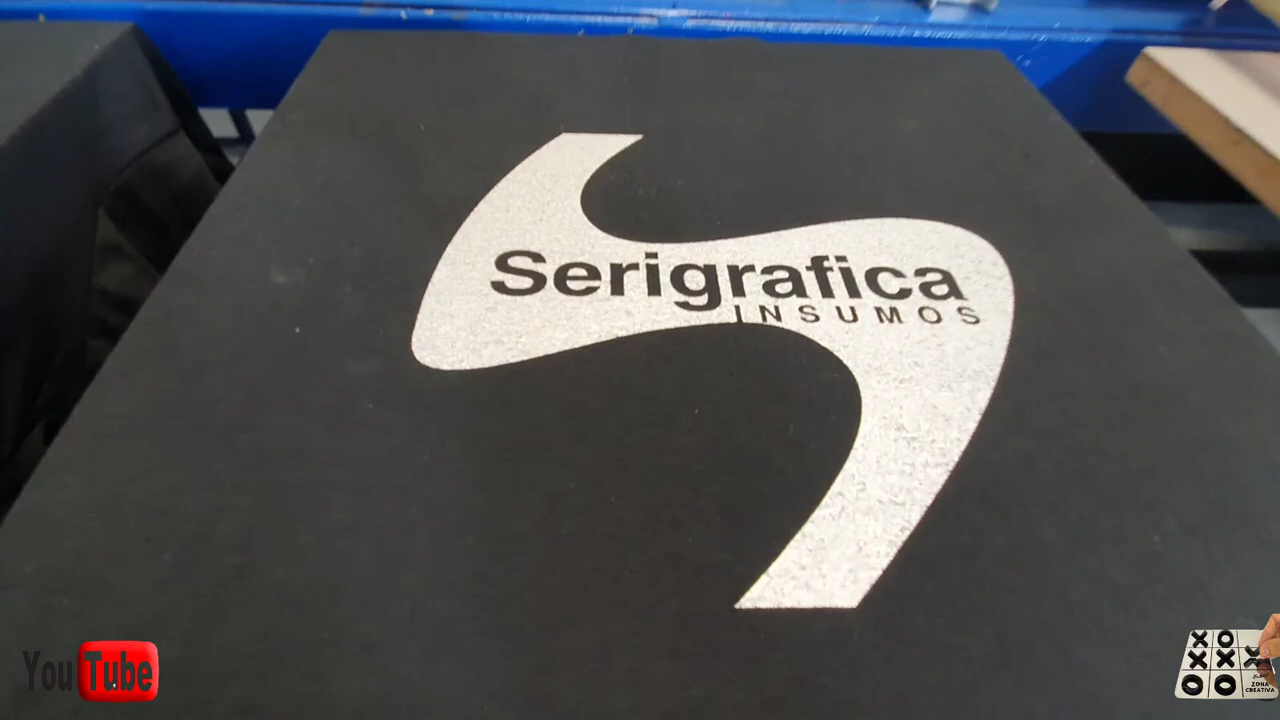 Serigrafica
INSUMOS
YouTube
X O
X X X
O O
ZONA
CREATIVA